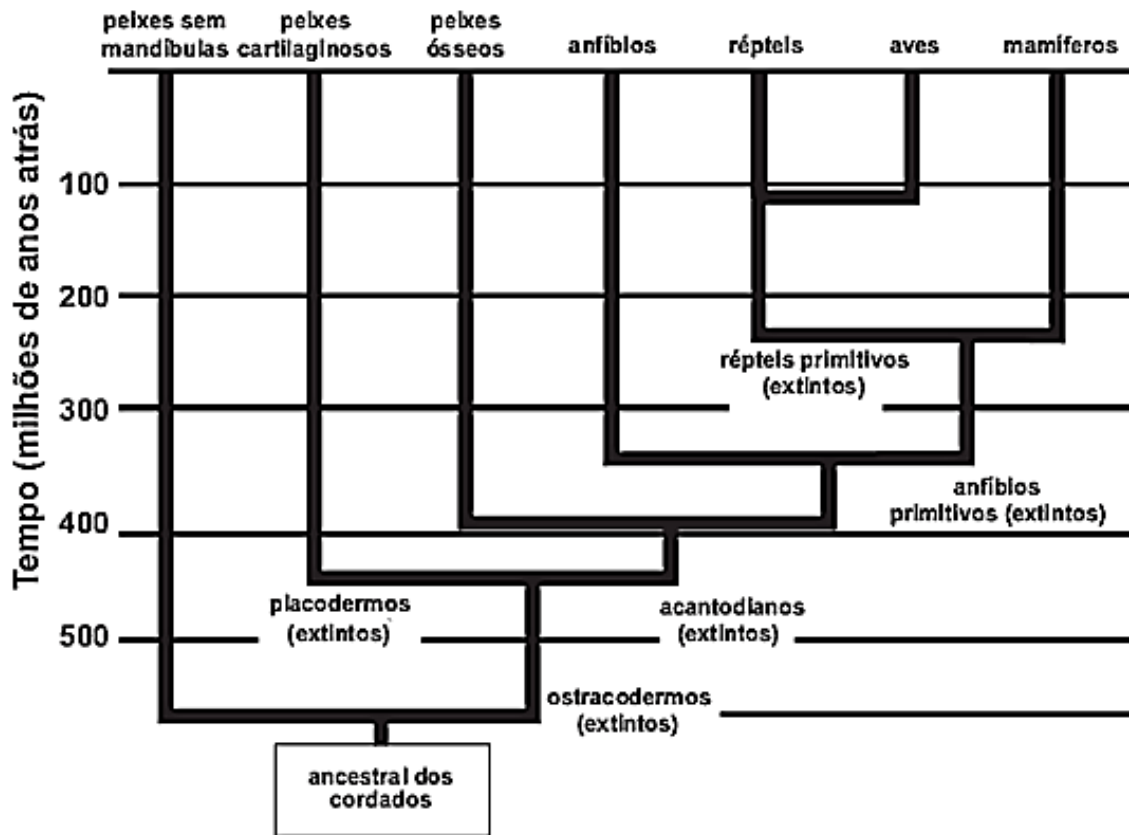 peixes sem
mandíbulas
peixes
cartilaginosos
peixes
ósseos
anfíbios
répteis
aves
mamíferos
Tempo (milhões de anos atrás)
100
200
300
400
500
répteis primitivos
(extintos)
anfíbios
primitivos (extintos)
placodermos
(extintos)
acantodianos
(extintos)
ostracodermos
(extintos)
ancestral dos
cordados